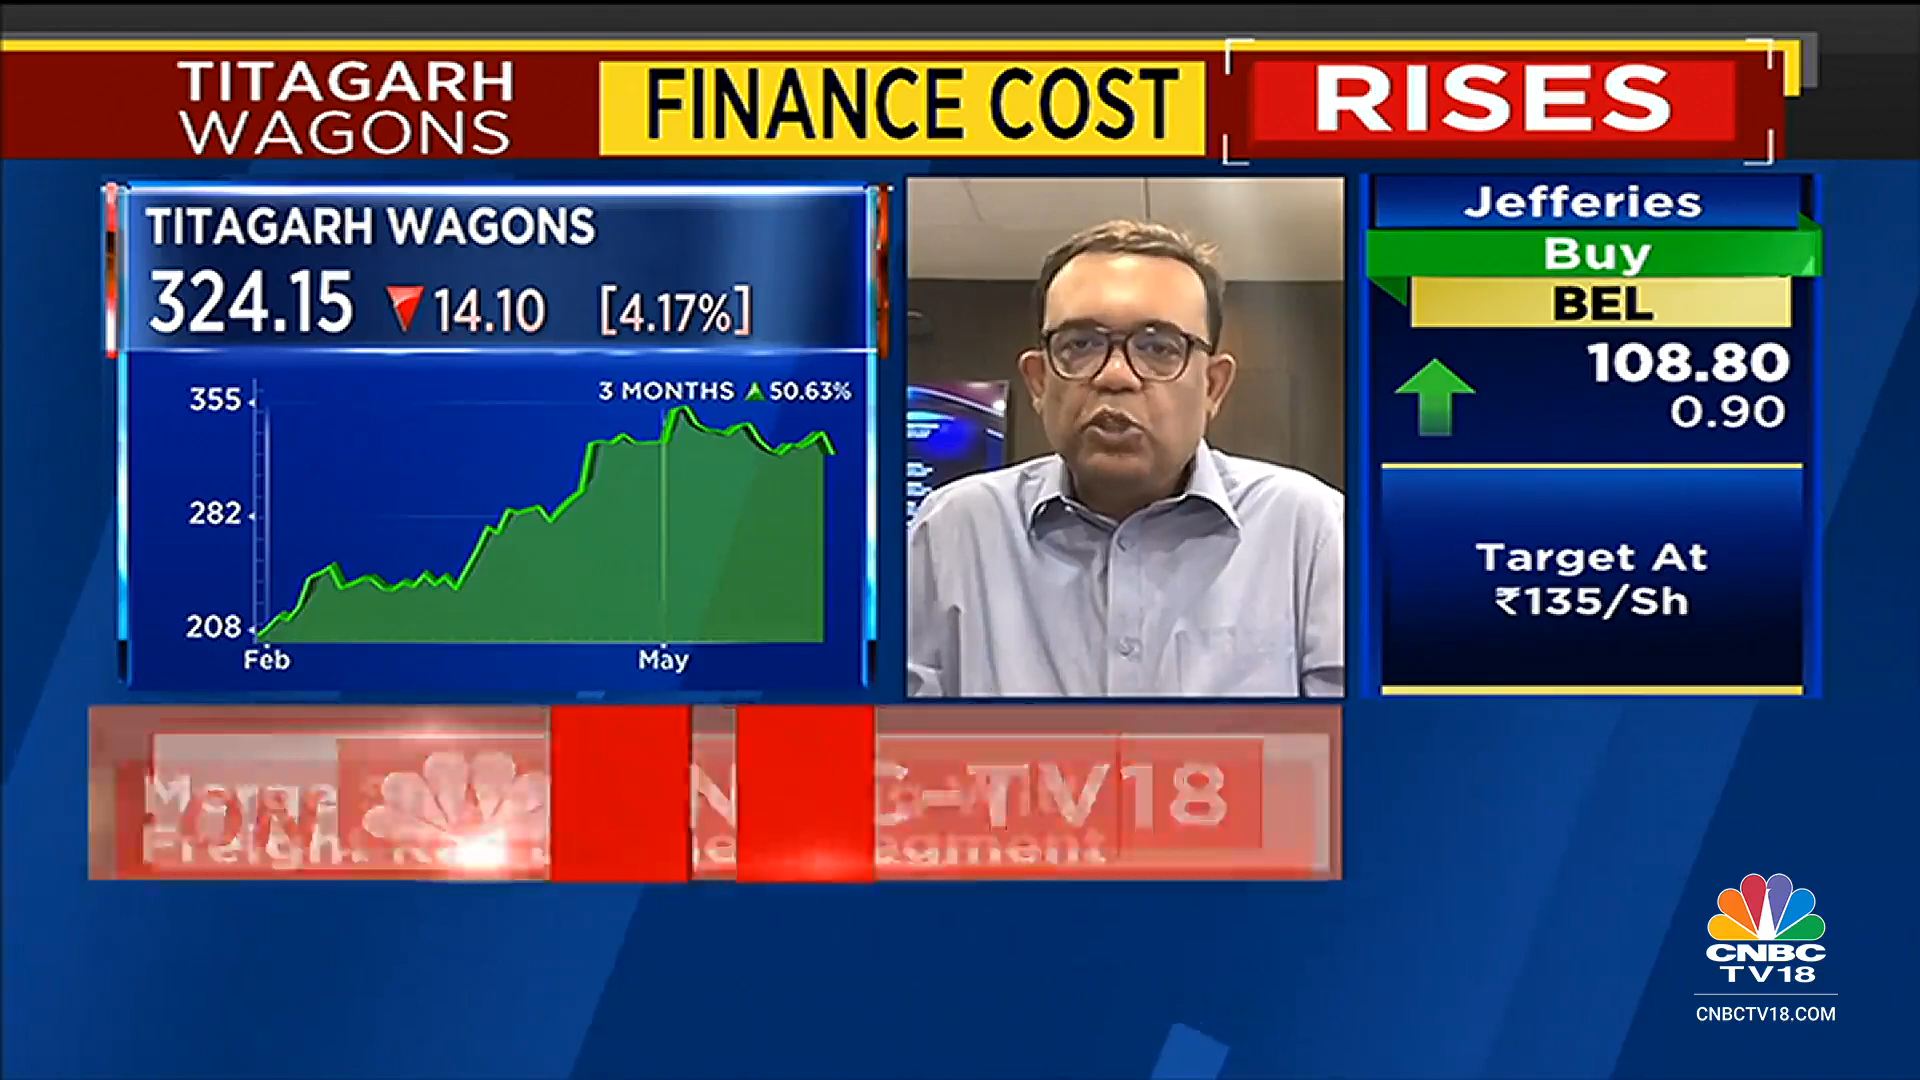 TITAGARH
WAGONS
FINANCE COST
RISES
TITAGARH WAGONS
324.15 ▼14.10 [4.17%]
3 MONTHS ▲50.63%
355
282
208
Feb May
Jefferies
Buy
BEL
108.80
0.90
Target At
₹135/Sh
-TV18
CNBC
TV18
CNBCTV18.COM